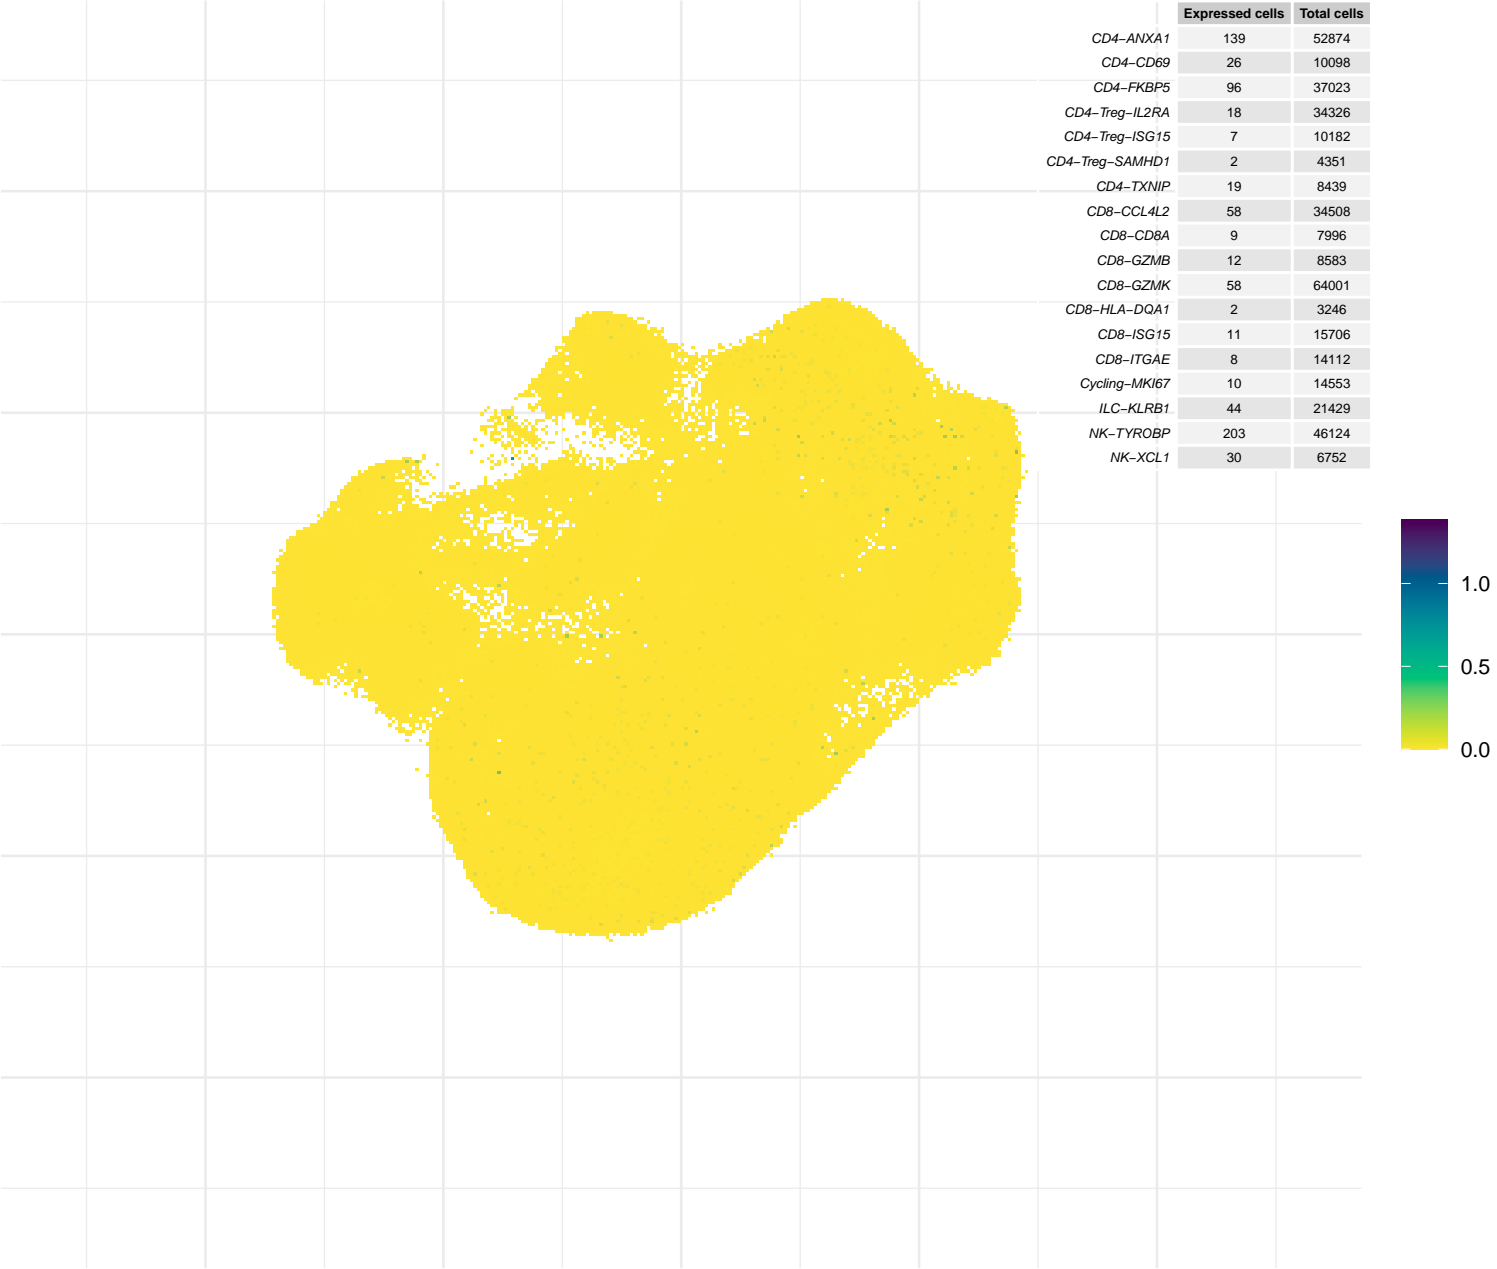 Expressed cells Total cells
CD4−ANXA1 139 52874
CD4−CD69 26 10098
CD4−FKBP5 96 37023
CD4−Treg−IL2RA 18 34326
CD4−Treg−ISG15 7 10182
CD4−Treg−SAMHD1 2 4351
CD4−TXNIP 19 8439
CD8−CCL4L2 58 34508
CD8−CD8A 9 7996
CD8−GZMB 12 8583
CD8−GZMK 58 64001
CD8−HLA−DQA1 2 3246
CD8−ISG15 11 15706
CD8−ITGAE 8 14112
Cycling−MKI67 10 14553
ILC−KLRB1 44 21429
NK−TYROBP 203 46124
NK−XCL1 30 6752
1.0
0.5
0.0